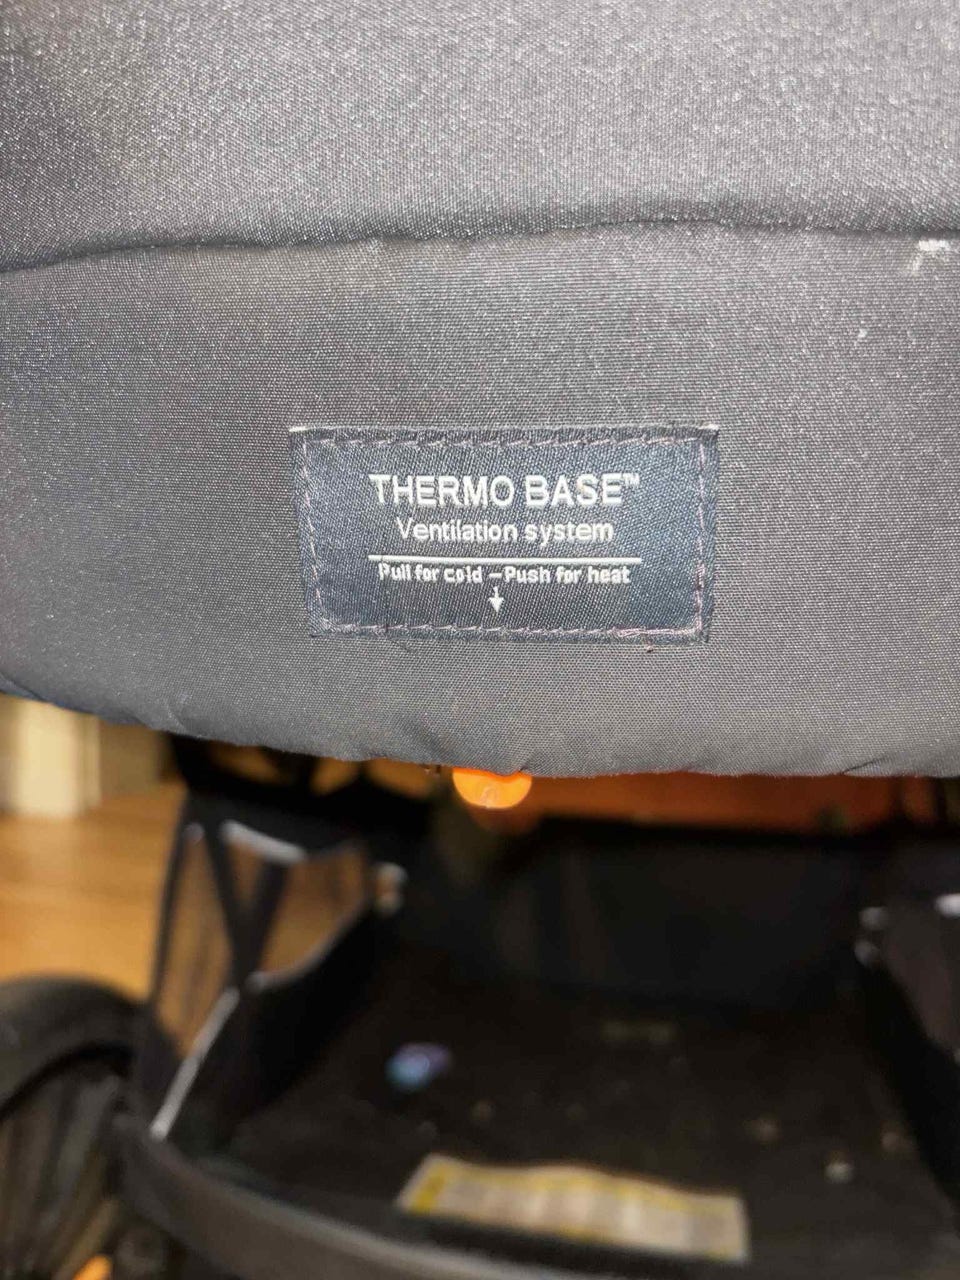 THERMO BASE™
Ventilation system
Pull for cold – Push for heat